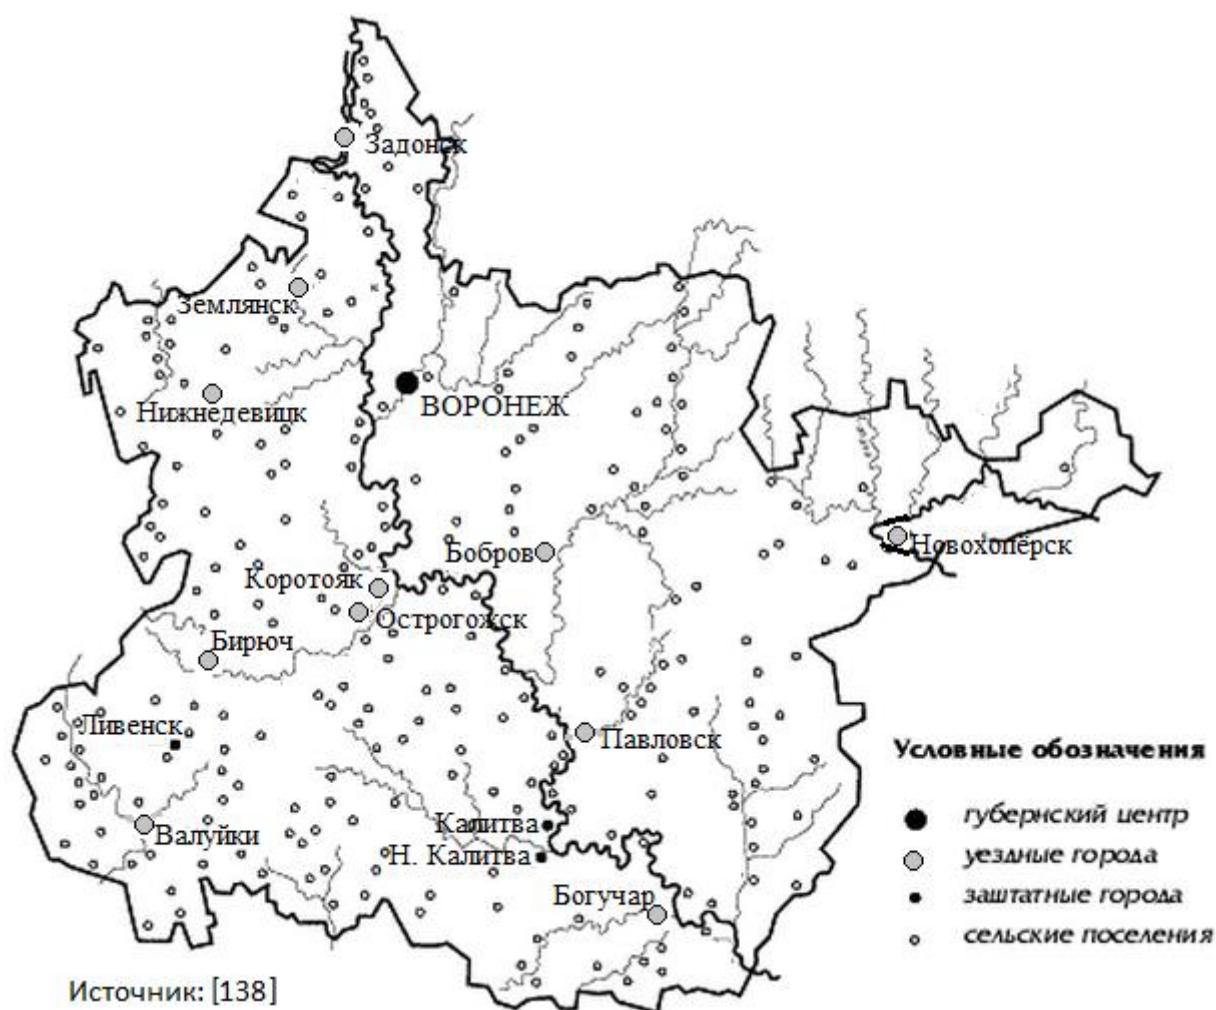 Задонск
Землянск
Нижнедевицк
ВОРОНЕЖ
Новохопёрск
Бобров
Коротояк
Острогожск
Бирюч
Ливенск
Павловск
Условные обозначения
губернский центр
Калитва
Валуйки
Н. Калитва
уездные города
Богучар
заштатные города
сельские поселения
Источник: [138]